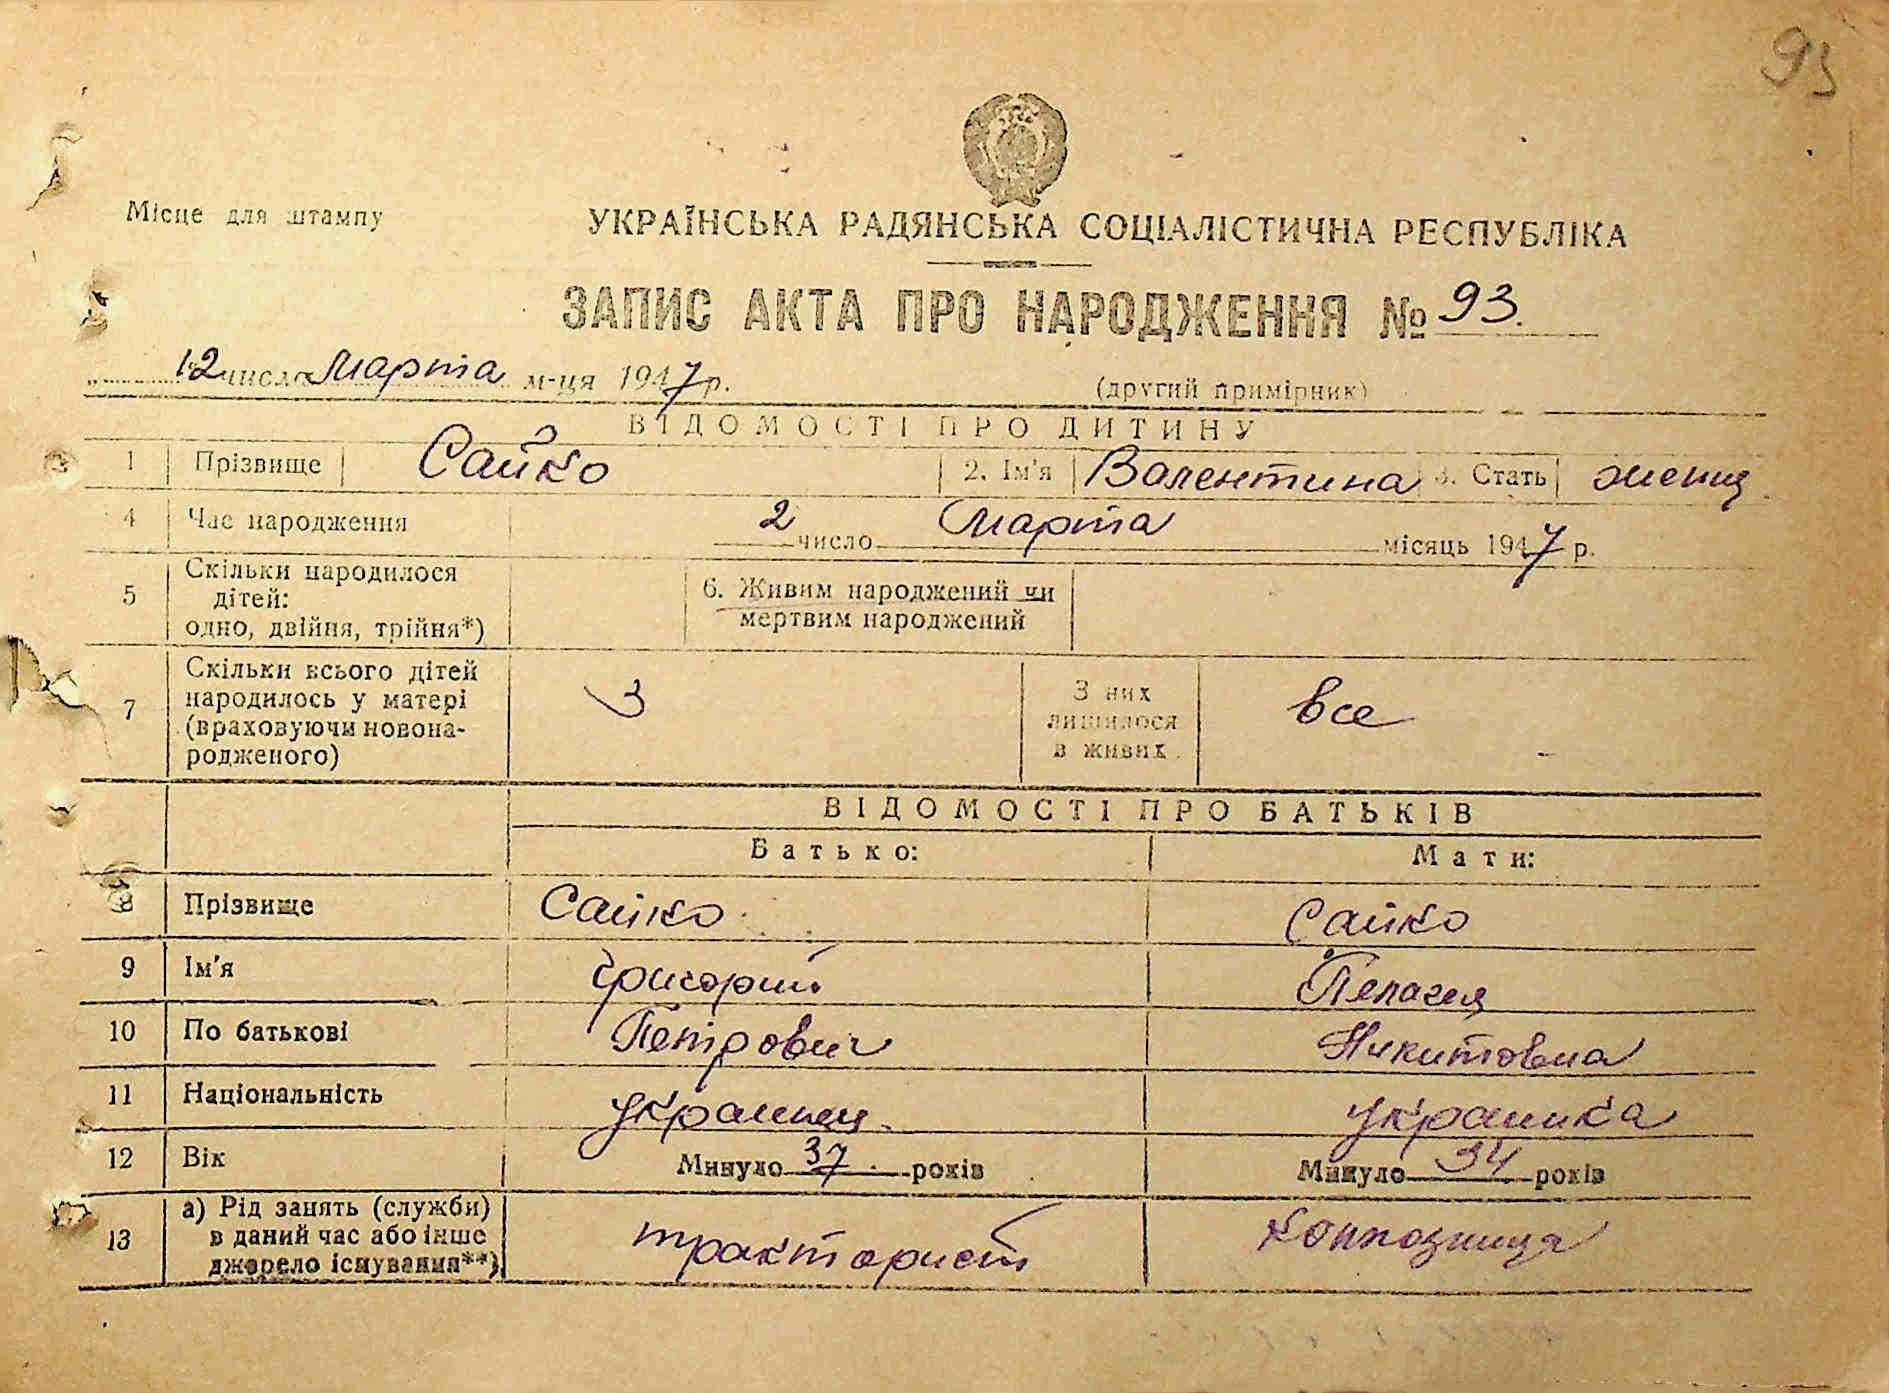 93
Місце для штампу
УКРАЇНСЬКА РАДЯНСЬКА СОЦІАЛІСТИЧНА РЕСПУБЛІКА
ЗАПИС АКТА ПРО НАРОДЖЕННЯ № 93.
„ 12 числа Марта м-ця 1947 р. (другий примірник)
ВІДОМОСТІ ПРО ДИТИНУ
1 Прізвище Сайко 2. Ім'я Валентина 3. Стать женщ
4 Час народження 2 число Марта місяць 1947 р.
5 Скільки народилося дітей: одно, двійня, трійня*) 6. Живим народжений чи мертвим народжений
7 Скільки всього дітей народилось у матері (враховуючи новонародженого) 3 З них лишилося в живих все
ВІДОМОСТІ ПРО БАТЬКІВ
Батько: Мати:
8 Прізвище Сайко Сайко
9 Ім'я Григорий Пелагея
10 По батькові Петрович Никитовна
11 Національність украинец украинка
12 Вік Минуло 37 років Минуло 34 років
13 а) Рід занять (служби) в даний час або інше джерело існування**) тракторист колхозница